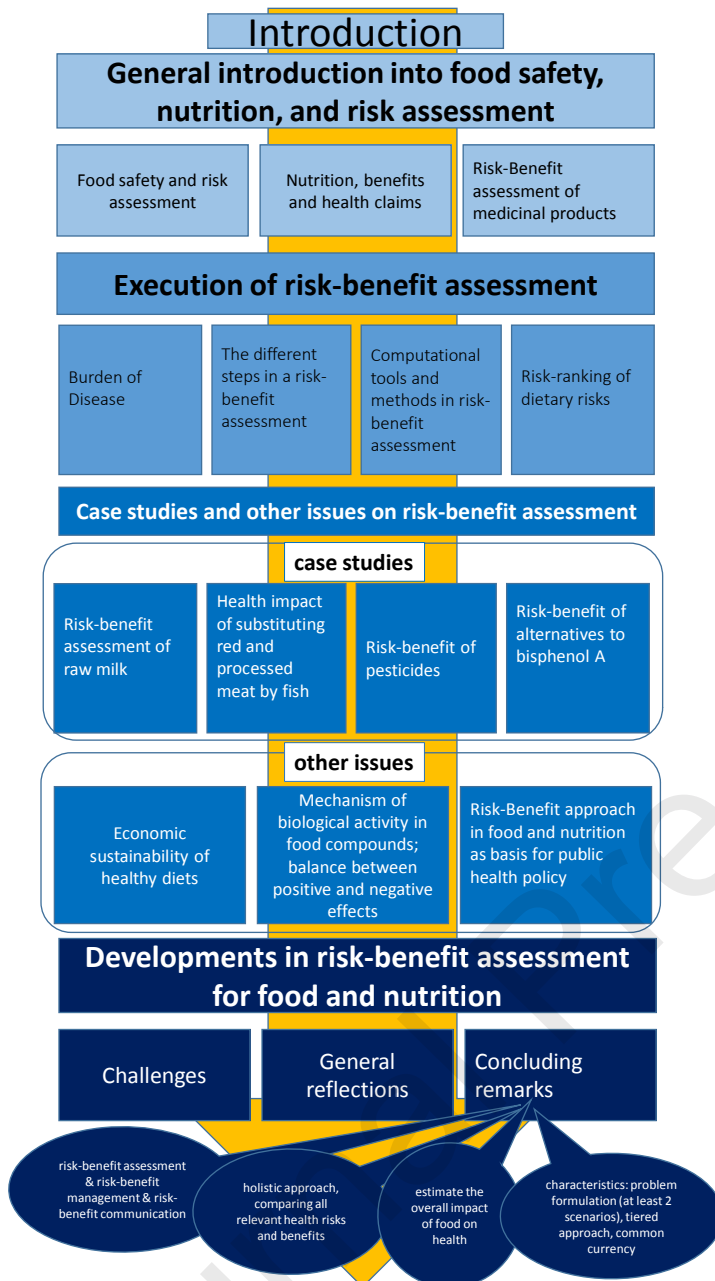 Introduction
General introduction into food safety,
nutrition, and risk assessment
Food safety and risk
assessment
Nutrition, benefits
and health claims
Risk-Benefit
assessment of
medicinal products
Execution of risk-benefit assessment
Burden of
Disease
The different
steps in a risk-
benefit
assessment
Computational
tools and
methods in risk-
benefit
assessment
Risk-ranking of
dietary risks
Case studies and other issues on risk-benefit assessment
case studies
Risk-benefit
assessment of
raw milk
Health impact
of substituting
red and
processed
meat by fish
Risk-benefit of
pesticides
Risk-benefit of
alternatives to
bisphenol A
other issues
Economic
sustainability of
healthy diets
Mechanism of
biological activity in
food compounds;
balance between
positive and negative
effects
Risk-Benefit approach
in food and nutrition
as basis for public
health policy
Developments in risk-benefit assessment
for food and nutrition
Challenges
General
reflections
Concluding
remarks
risk-benefit assessment
& risk-benefit
management & risk-
benefit communication
holistic approach,
comparing all
relevant health risks
and benefits
estimate the
overall impact
of food on
health
characteristics: problem
formulation (at least 2
scenarios), tiered
approach, common
currency